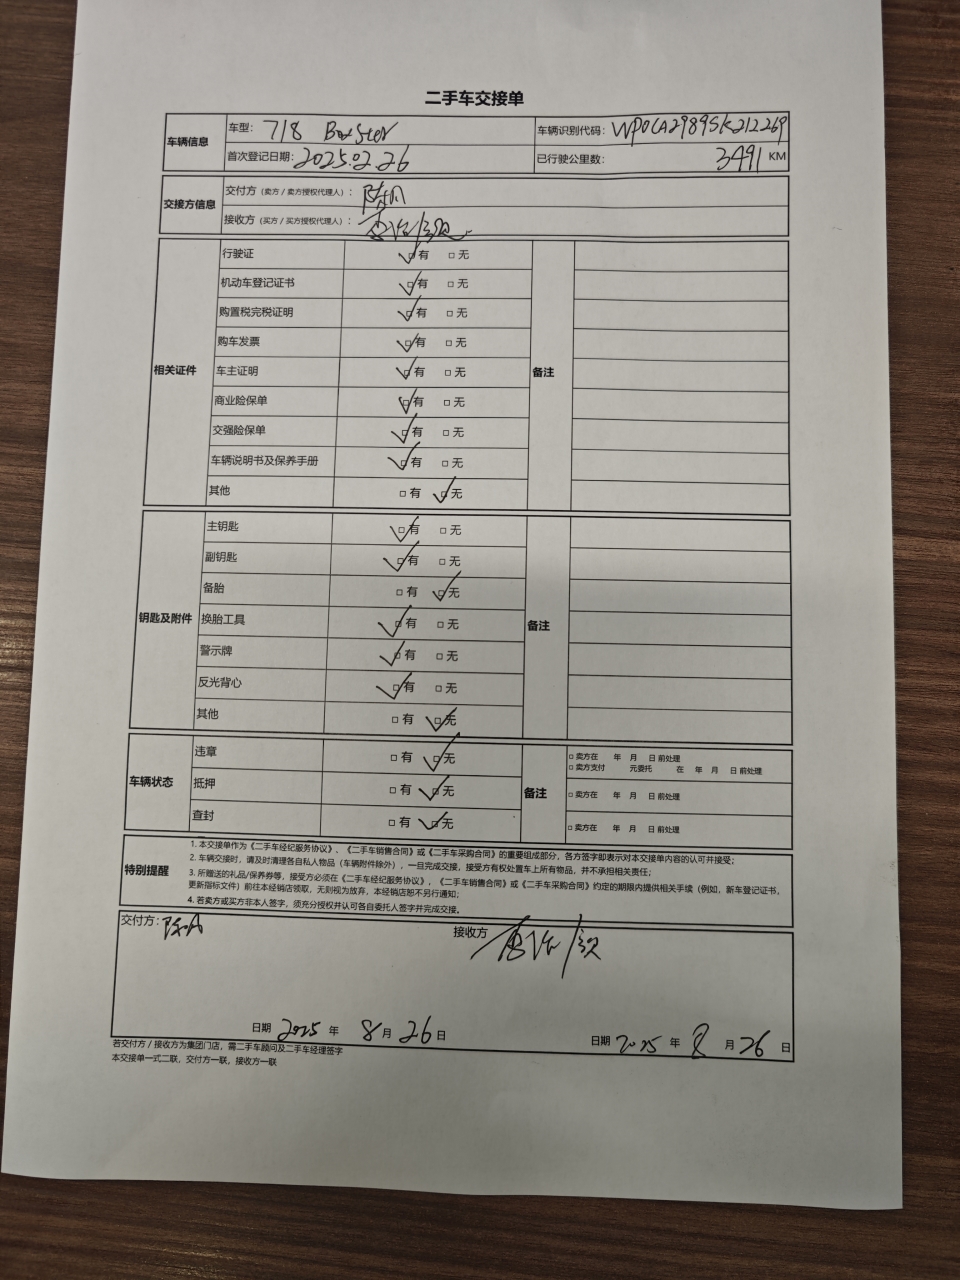 二手车交接单
车辆信息 车型： 718 Boxster 车辆识别代码： WP0CA2989SK212269
首次登记日期： 2025.02.26 已行驶公里数： 3491 KM
交接方信息 交付方（卖方／卖方授权代理人）：
接收方（买方／买方授权代理人）：
相关证件 备注
行驶证 ✓□有 □无
机动车登记证书 ✓□有 □无
购置税完税证明 ✓□有 □无
购车发票 ✓□有 □无
车主证明 ✓□有 □无
商业险保单 ✓□有 □无
交强险保单 ✓□有 □无
车辆说明书及保养手册 ✓□有 □无
其他 □有 ✓□无
钥匙及附件 备注
主钥匙 ✓□有 □无
副钥匙 ✓□有 □无
备胎 □有 ✓□无
换胎工具 ✓□有 □无
警示牌 ✓□有 □无
反光背心 ✓□有 □无
其他 □有 ✓□无
车辆状态 备注
违章 □有 ✓□无 □卖方在 年 月 日前处理
□卖方支付 元委托 在 年 月 日前处理
抵押 □有 ✓□无 □卖方在 年 月 日前处理
查封 □有 ✓□无 □卖方在 年 月 日前处理
特别提醒
1. 本交接单作为《二手车经纪服务协议》、《二手车销售合同》或《二手车采购合同》的重要组成部分，各方签字即表示对本交接单内容的认可并接受；
2. 车辆交接时，请及时清理各自私人物品（车辆附件除外），一旦完成交接，接受方有权处置车上所有物品，并不承担相关责任；
3. 所赠送的礼品/保养券等，接受方必须在《二手车经纪服务协议》、《二手车销售合同》或《二手车采购合同》约定的期限内提供相关手续（例如，新车登记证书，
更新指标文件）前往本经销店领取，无则视为放弃，本经销店恕不另行通知；
4. 若卖方或买方非本人签字，须充分授权并认可各自委托人签字并完成交接。
交付方： 接收方
日期 2025 年 8 月 26 日 日期 2025 年 8 月 26 日
若交付方／接收方为集团门店，需二手车顾问及二手车经理签字
本交接单一式二联，交付方一联，接收方一联